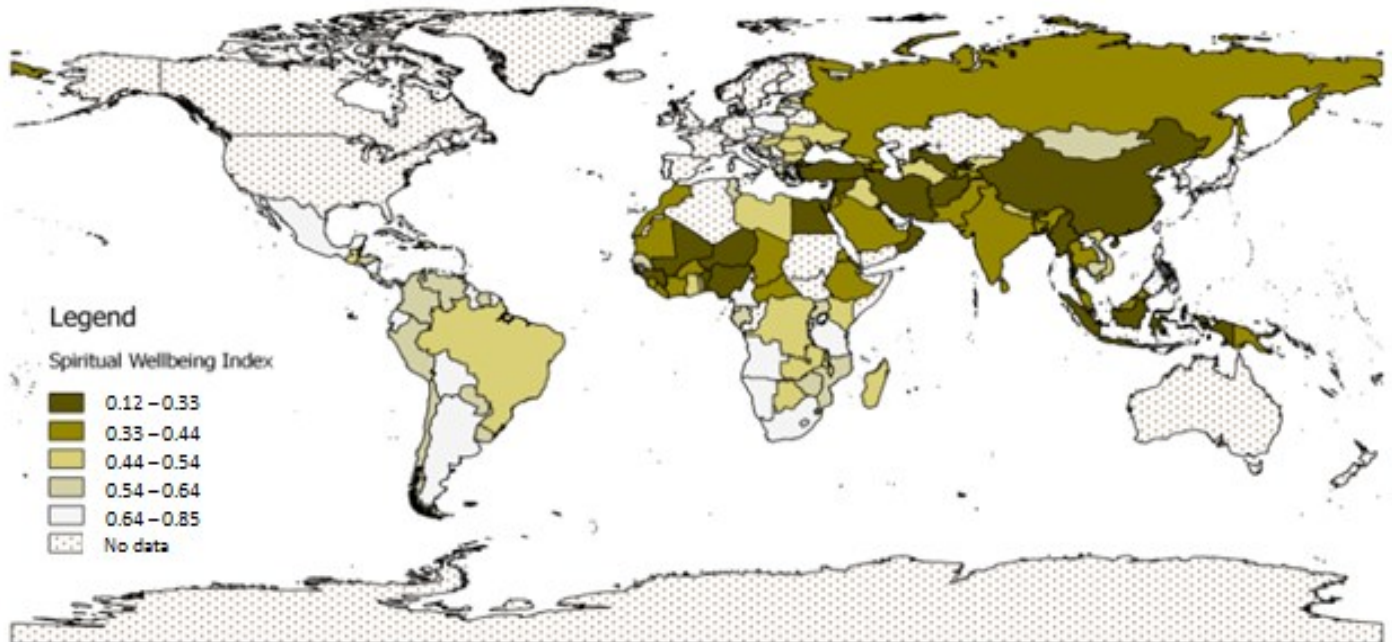 Legend
Spiritual Wellbeing Index
0.12 – 0.33
0.33 – 0.44
0.44 – 0.54
0.54 – 0.64
0.64 – 0.85
No data